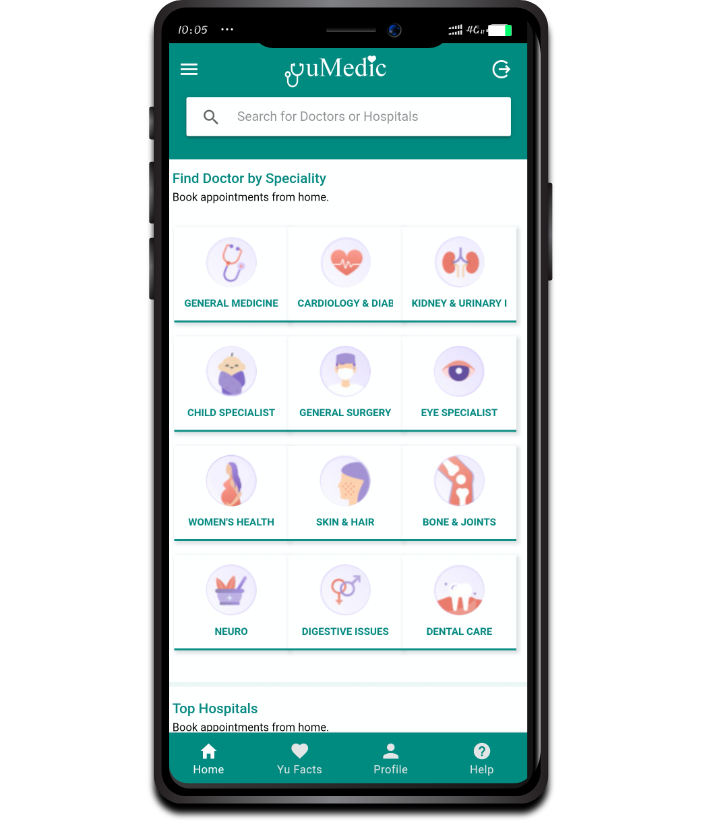 10:05 ...
4G
yuMedic
Search for Doctors or Hospitals
Find Doctor by Speciality
Book appointments from home.
GENERAL MEDICINE CARDIOLOGY & DIAB KIDNEY & URINARY I
CHILD SPECIALIST GENERAL SURGERY EYE SPECIALIST
WOMEN'S HEALTH SKIN & HAIR BONE & JOINTS
NEURO DIGESTIVE ISSUES DENTAL CARE
Top Hospitals
Book appointments from home.
Home Yu Facts Profile Help